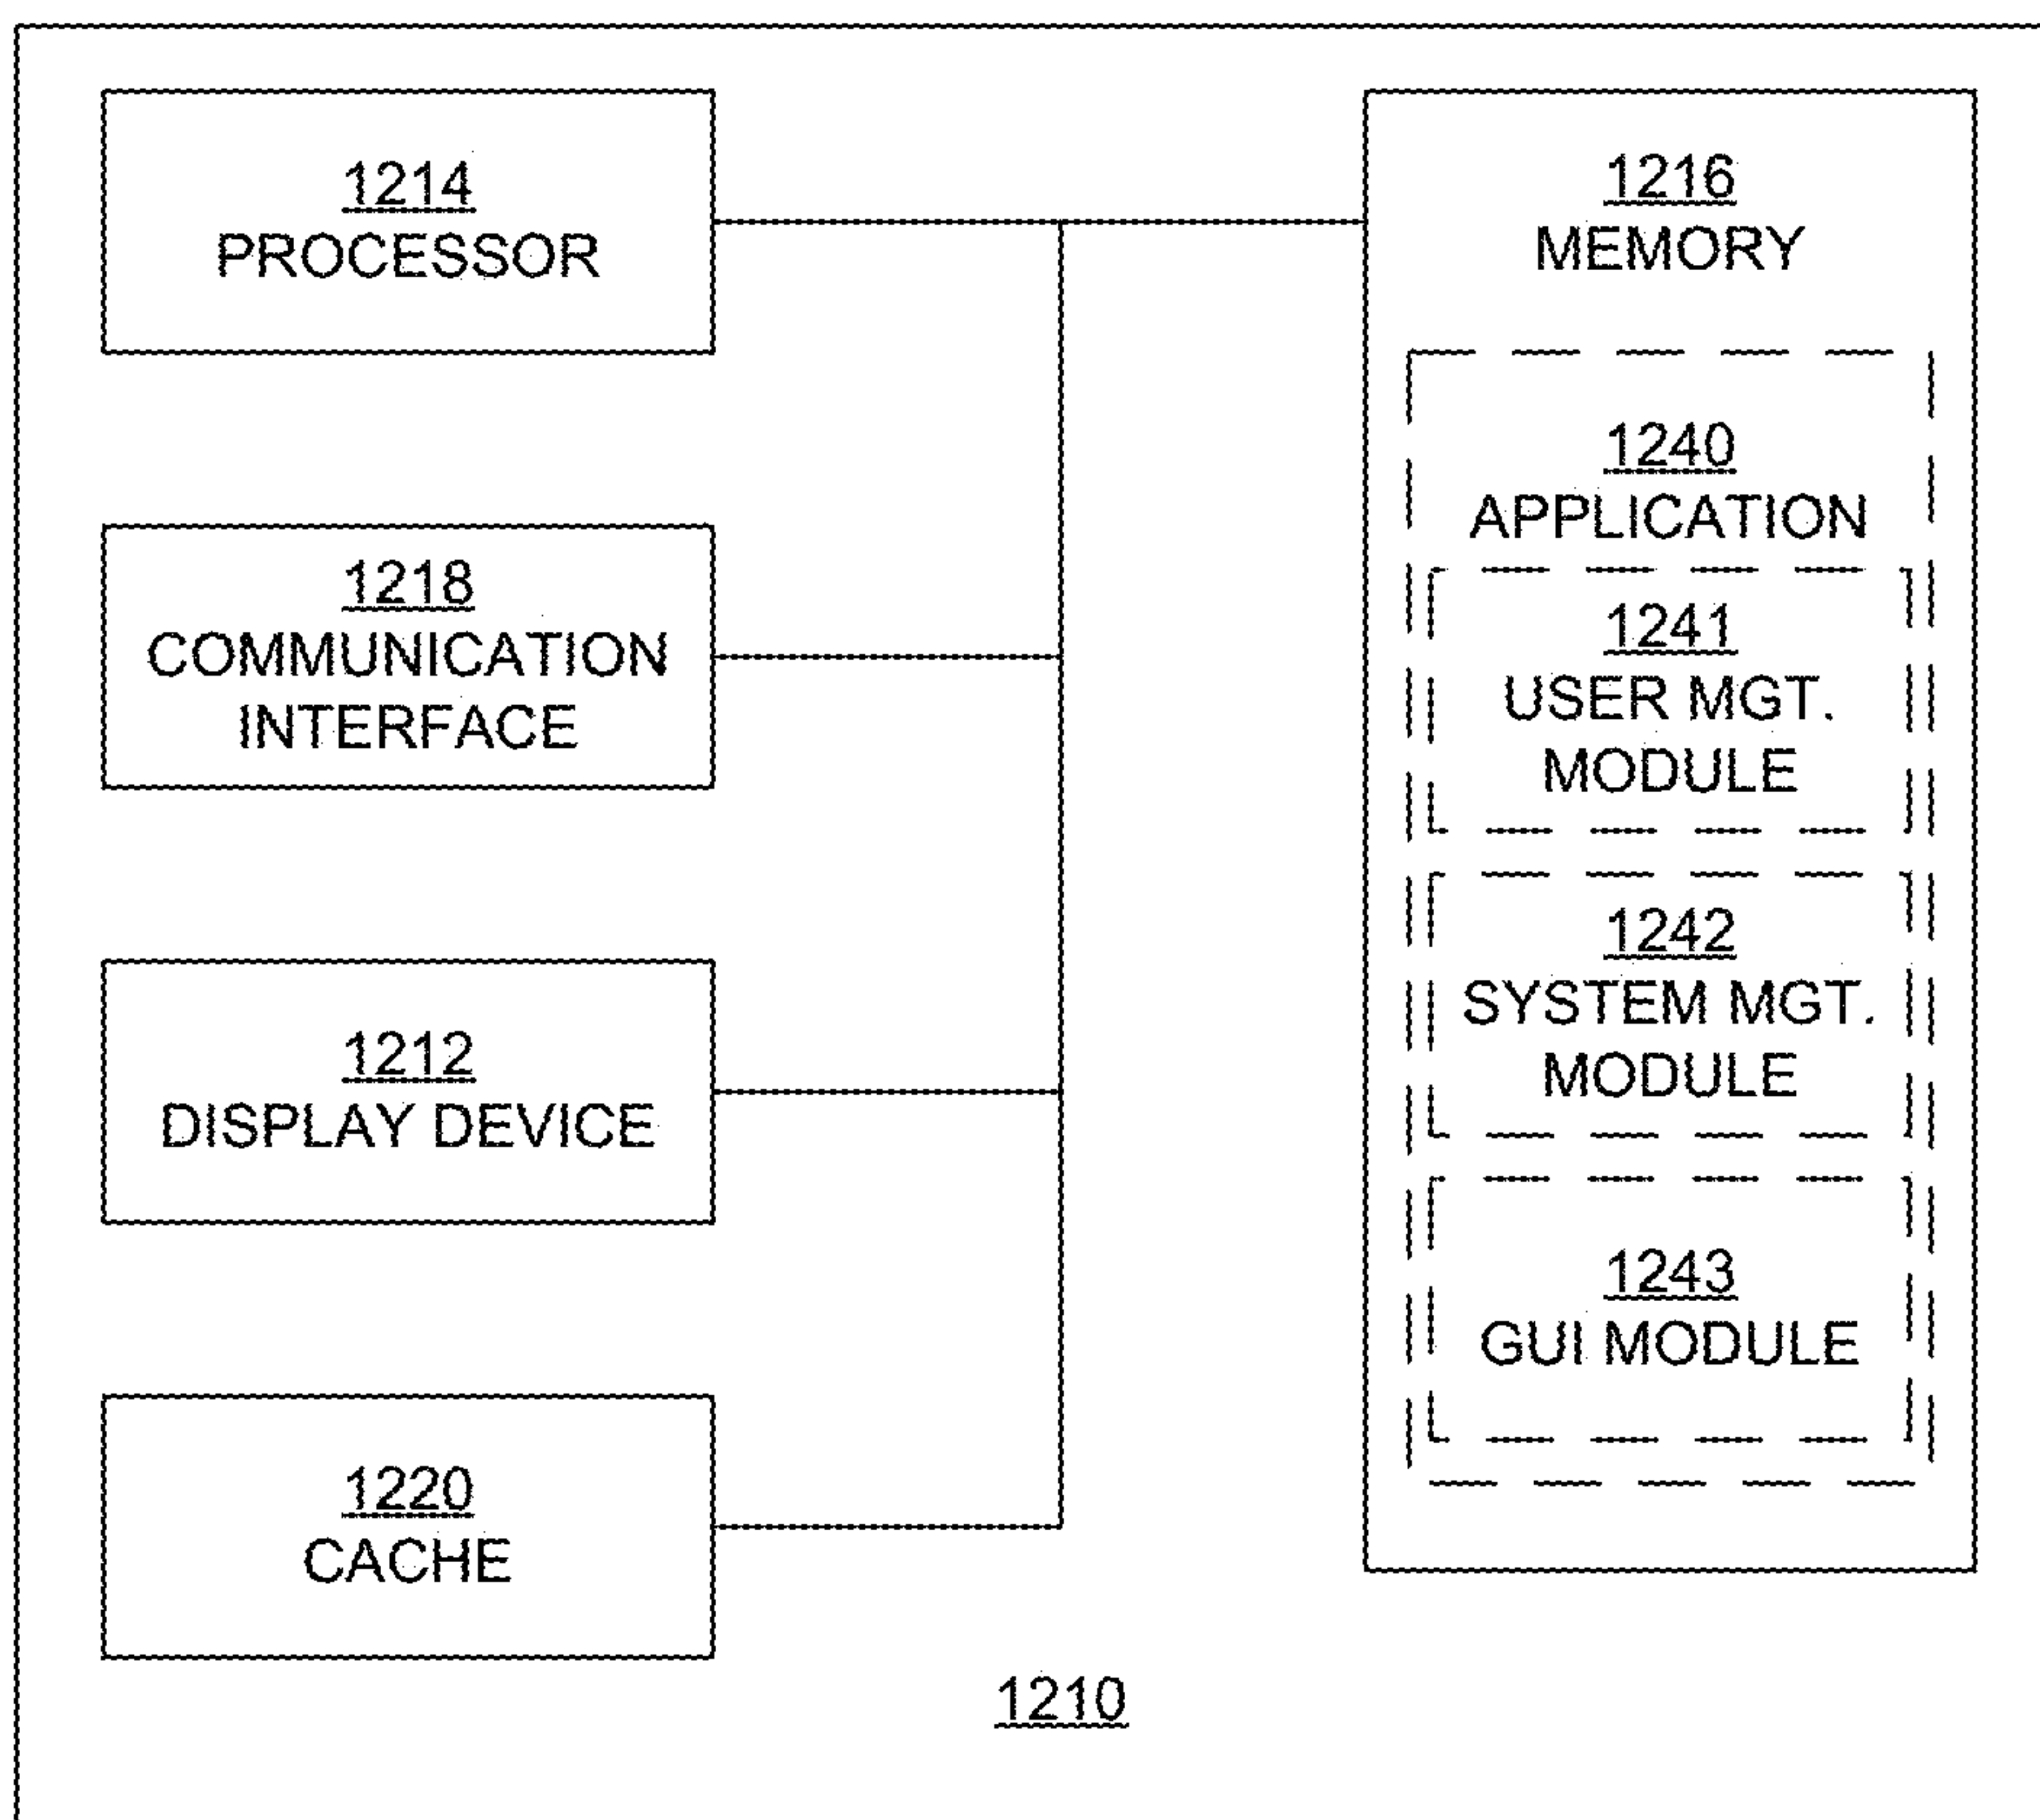 1214
PROCESSOR
1218
COMMUNICATION
INTERFACE
1212
DISPLAY DEVICE
1220
CACHE
1216
MEMORY
1240
APPLICATION
1241
USER MGT.
MODULE
1242
SYSTEM MGT.
MODULE
1243
GUI MODULE
1210